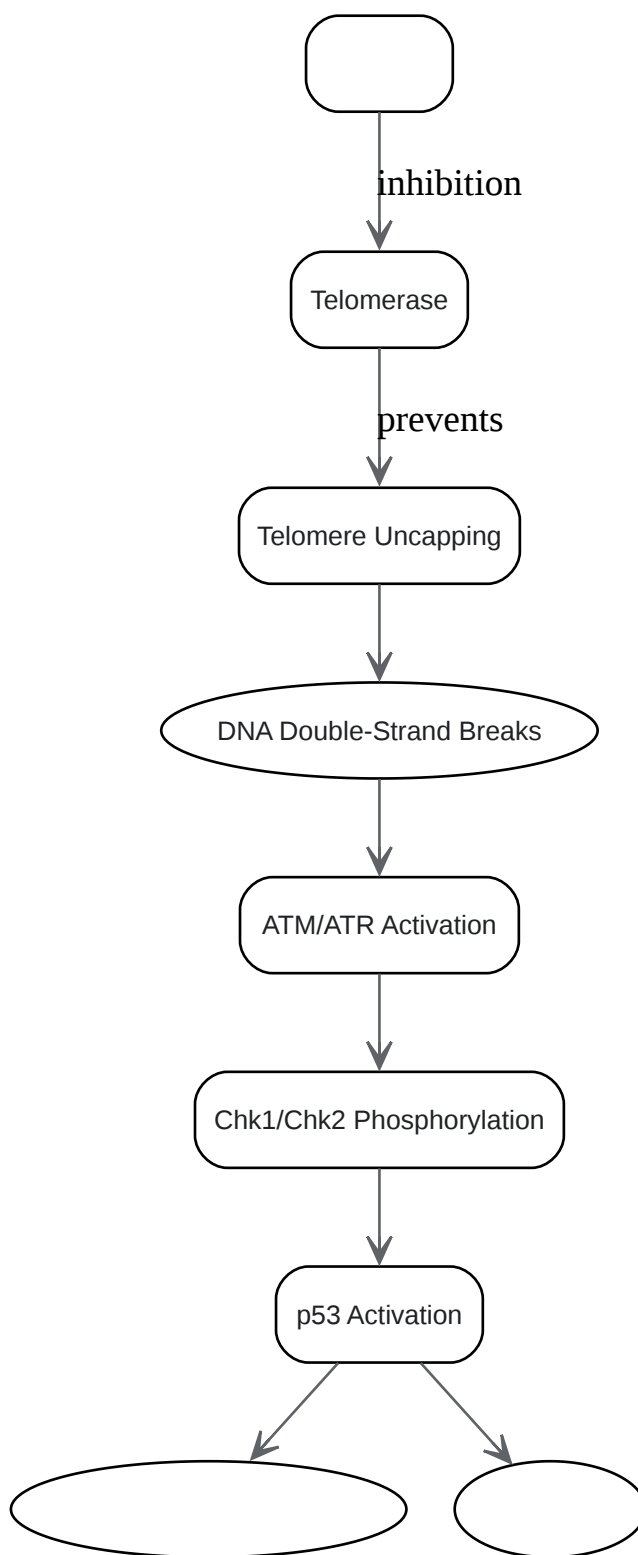 inhibition
Telomerase
prevents
Telomere Uncapping
DNA Double-Strand Breaks
ATM/ATR Activation
Chk1/Chk2 Phosphorylation
p53 Activation